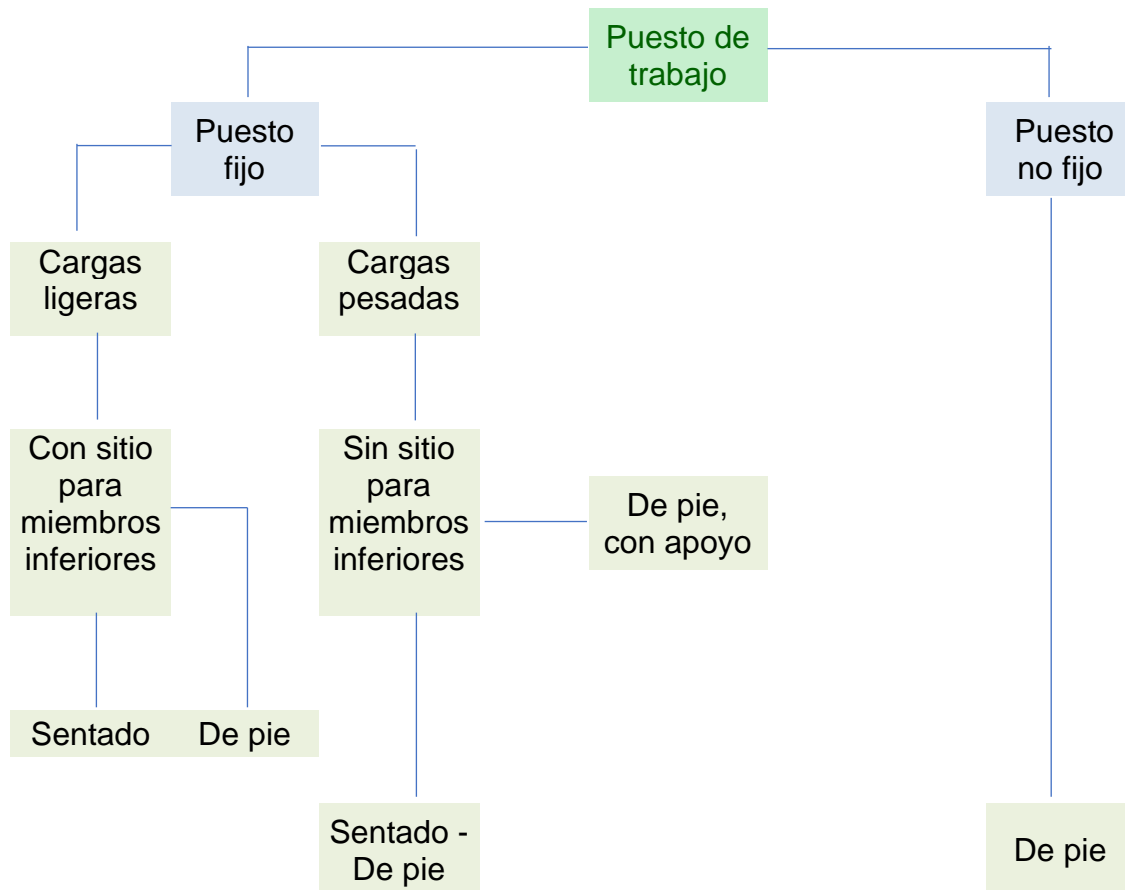 Puesto de
trabajo
Puesto
fijo
Puesto
no fijo
Cargas
ligeras
Cargas
pesadas
Con sitio
para
miembros
inferiores
Sin sitio
para
miembros
inferiores
De pie,
con apoyo
Sentado
De pie
Sentado -
De pie
De pie